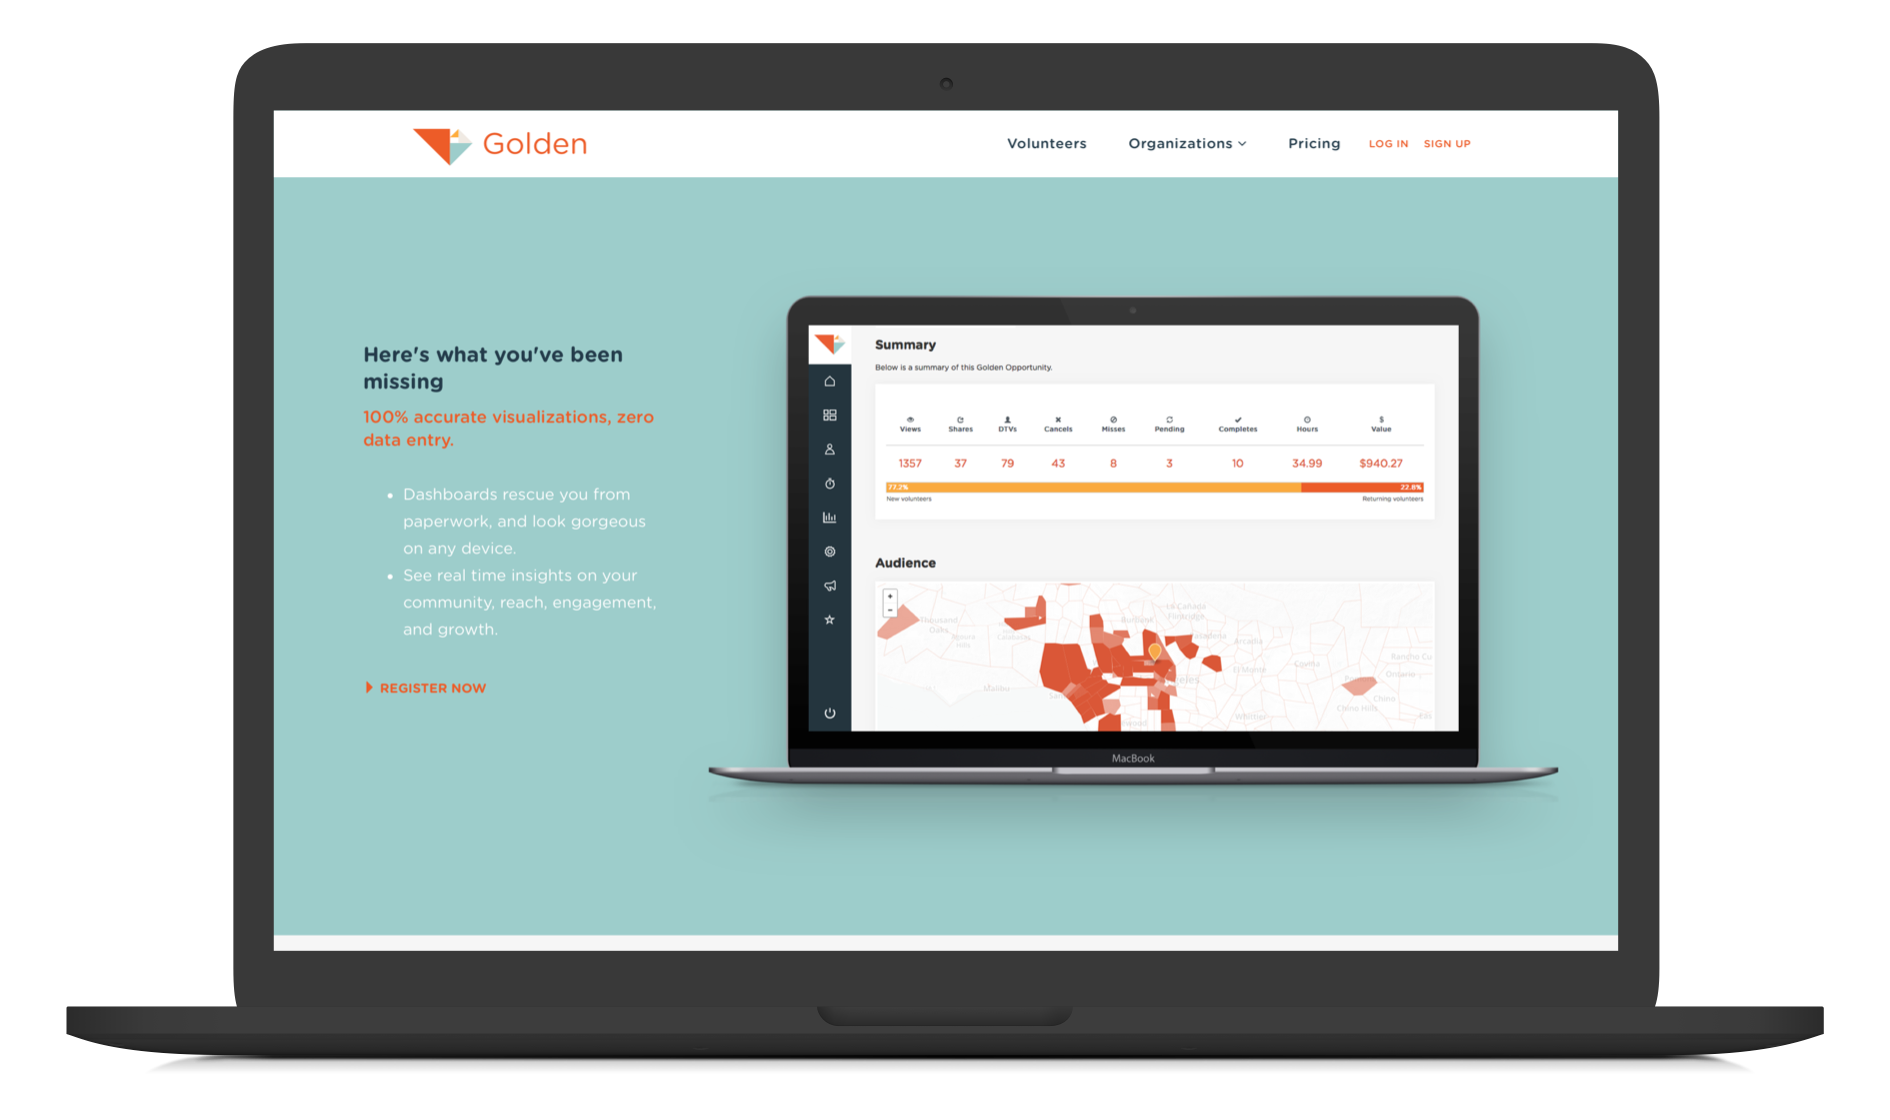 Golden
Volunteers
Organizations
Pricing
LOG IN
SIGN UP
Here's what you've been
missing
100% accurate visualizations, zero
data entry.
• Dashboards rescue you from
paperwork, and look gorgeous
on any device.
• See real time insights on your
community, reach, engagement,
and growth.
REGISTER NOW
Summary
Below is a summary of this Golden Opportunity.
Views Shares DTVs Cancels Misses Pending Completes Hours $ Value
1357 37 79 43 8 3 10 34.99 $940.27
77.2% 22.8%
New volunteers Returning volunteers
Audience
+
-
La Cañada
Flintridge
Burbank
Thousand
Oaks
Agoura
Hills
Calabasas
Arcadia
El Monte
Covina
Rancho Cu
Ontario
Malibu
Chino
Chino Hills
Whittier
MacBook